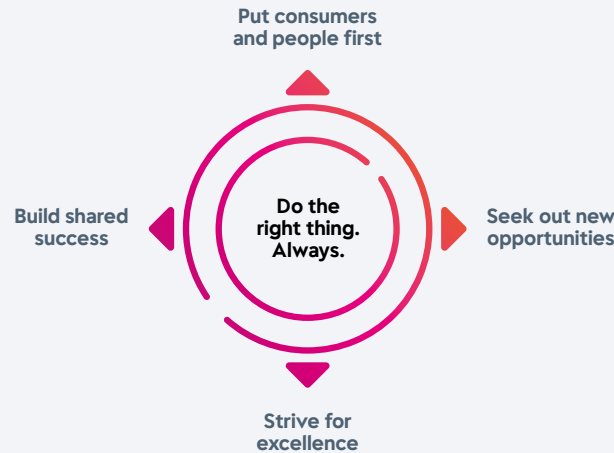 Put consumers
and people first
Build shared
success
Do the
right thing.
Always.
Seek out new
opportunities
Strive for
excellence